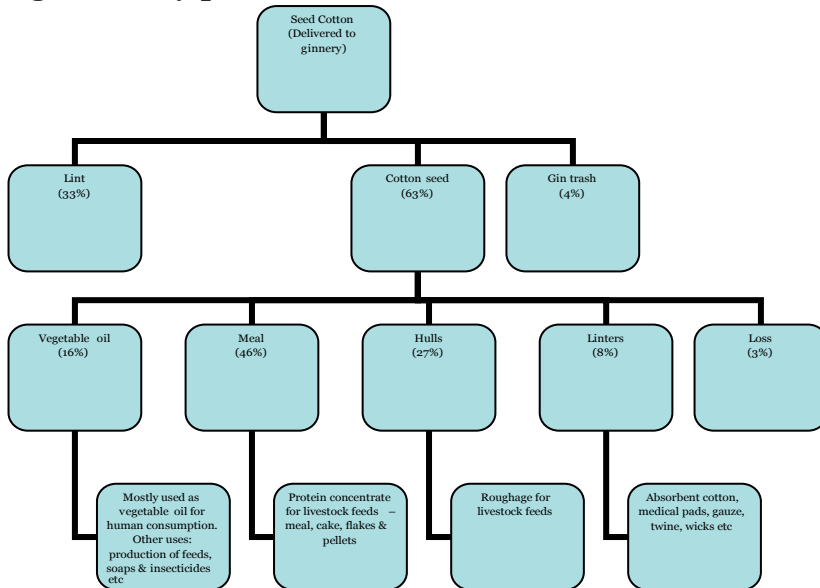 Seed Cotton
(Delivered to
ginnery)
Lint
(33%)
Cotton seed
(63%)
Gin trash
(4%)
Vegetable oil
(16%)
Meal
(46%)
Hulls
(27%)
Linters
(8%)
Loss
(3%)
Mostly used as
vegetable oil for
human consumption.
Other uses:
production of feeds,
soaps & insecticides
etc
Protein concentrate
for livestock feeds –
meal, cake, flakes &
pellets
Roughage for
livestock feeds
Absorbent cotton,
medical pads, gauze,
twine, wicks etc